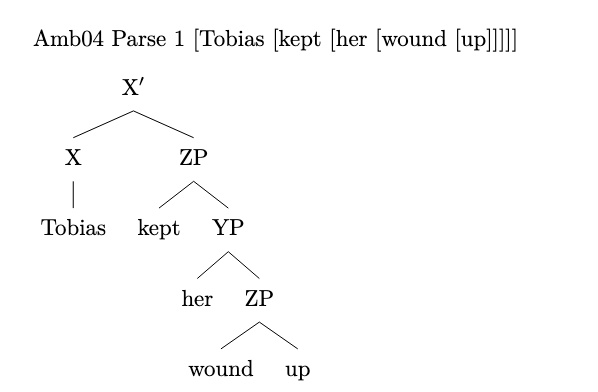 Amb04 Parse 1 [Tobias [kept [her [wound [up]]]]]
X′
X ZP
Tobias kept YP
her ZP
wound up